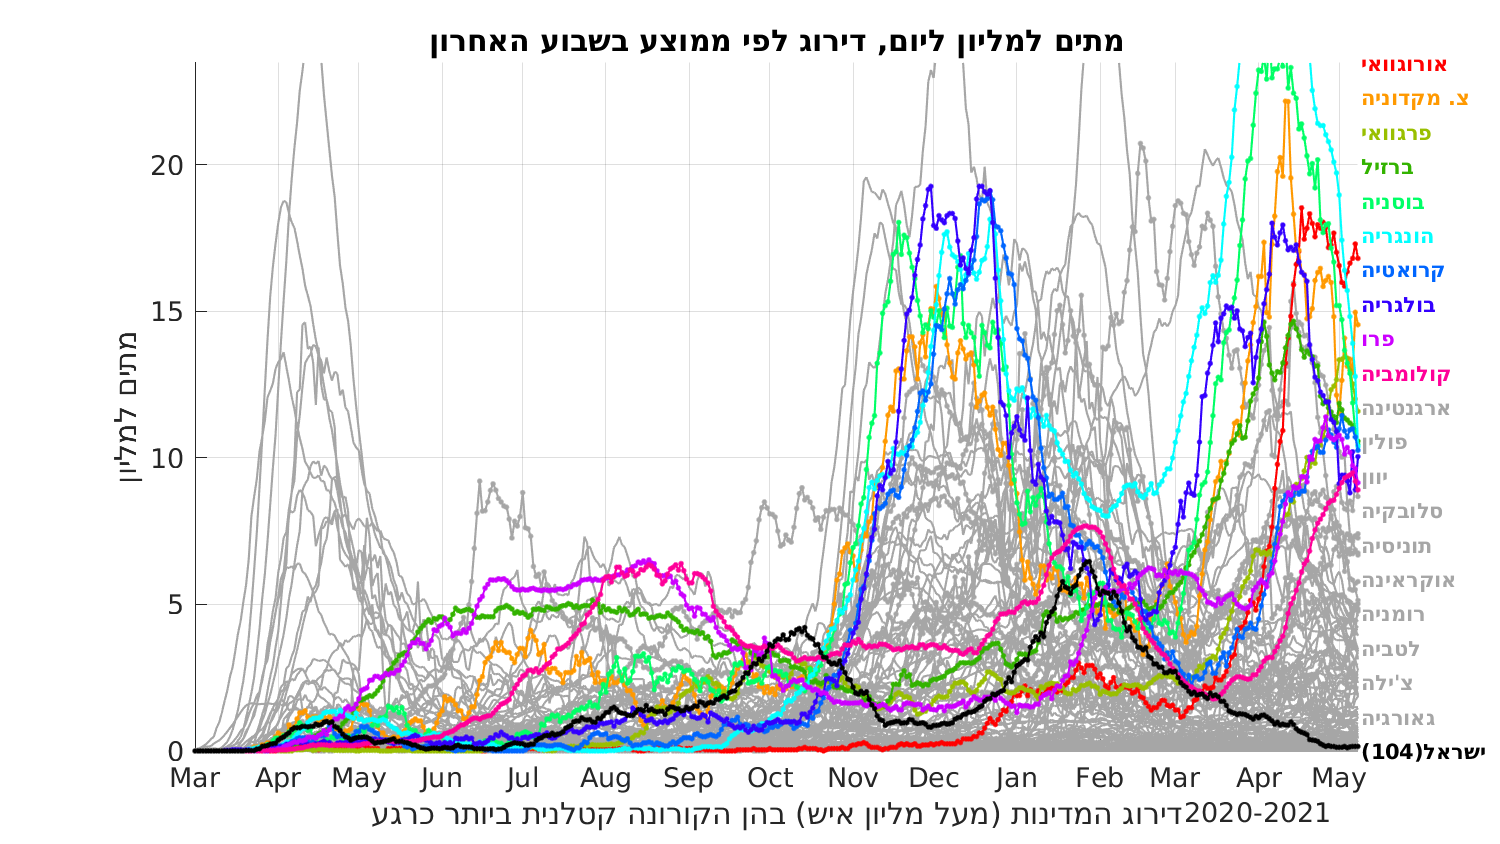 מתים למליון ליום, דירוג לפי ממוצע בשבוע האחרון
מתים למליון
20
15
10
5
0
Mar Apr May Jun Jul Aug Sep Oct Nov Dec Jan Feb Mar Apr May
דירוג המדינות (מעל מליון איש) בהן הקורונה קטלנית ביותר כרגע2020-2021
אורוגוואי
צ. מקדוניה
פרגוואי
ברזיל
בוסניה
הונגריה
קרואטיה
בולגריה
פרו
קולומביה
ארגנטינה
פולין
יוון
סלובקיה
תוניסיה
אוקראינה
רומניה
לטביה
צ'ילה
גאורגיה
ישראל(104)